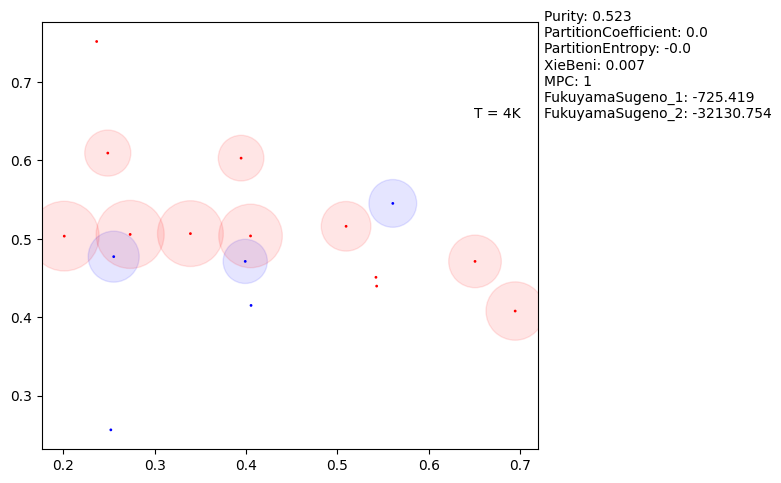 Purity: 0.523
PartitionCoefficient: 0.0
PartitionEntropy: -0.0
XieBeni: 0.007
MPC: 1
FukuyamaSugeno_1: -725.419
FukuyamaSugeno_2: -32130.754
T = 4K
0.7
0.6
0.5
0.4
0.3
0.2
0.3
0.4
0.5
0.6
0.7